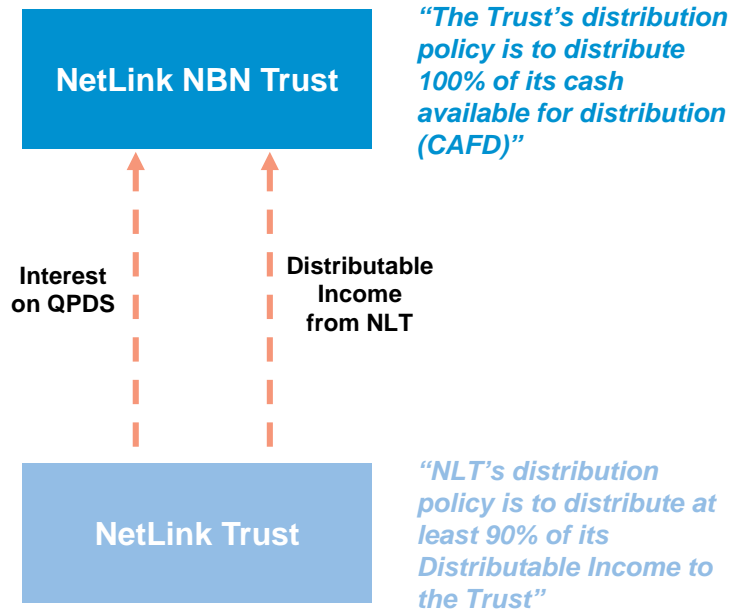 NetLink NBN Trust
“The Trust’s distribution
policy is to distribute
100% of its cash
available for distribution
(CAFD)”
Interest
on QPDS
Distributable
Income
from NLT
NetLink Trust
“NLT’s distribution
policy is to distribute at
least 90% of its
Distributable Income to
the Trust”